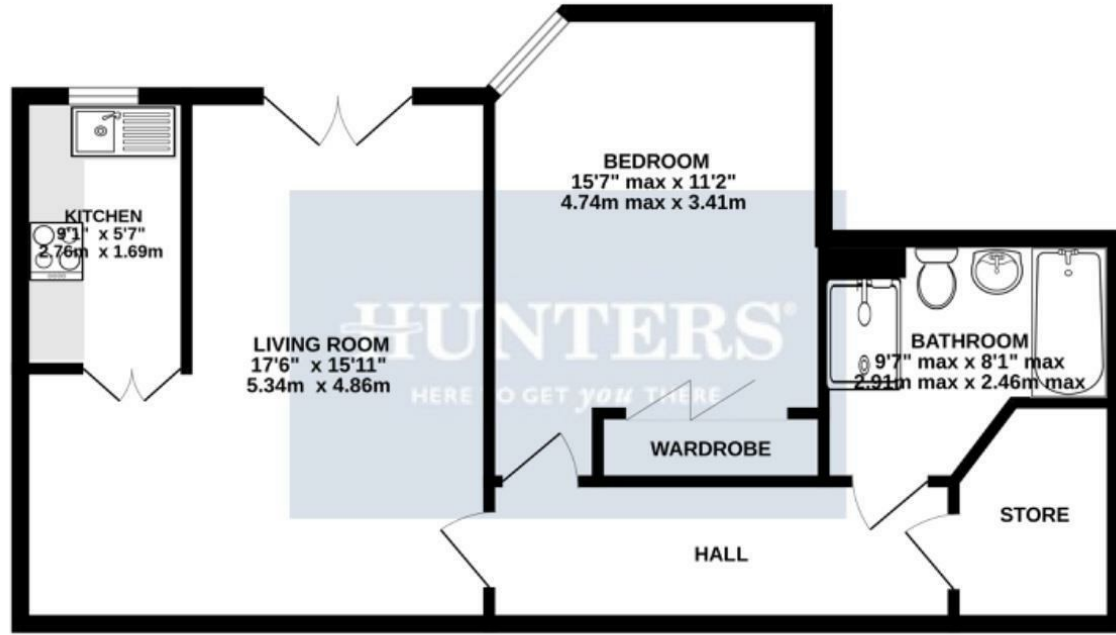 BEDROOM
15'7" max x 11'2"
4.74m max x 3.41m
KITCHEN
9'1" x 5'7"
2.76m x 1.69m
HUNTERS®
HERE TO GET you THERE
LIVING ROOM
17'6" x 15'11"
5.34m x 4.86m
BATHROOM
9'7" max x 8'1" max
2.91m max x 2.46m max
WARDROBE
STORE
HALL